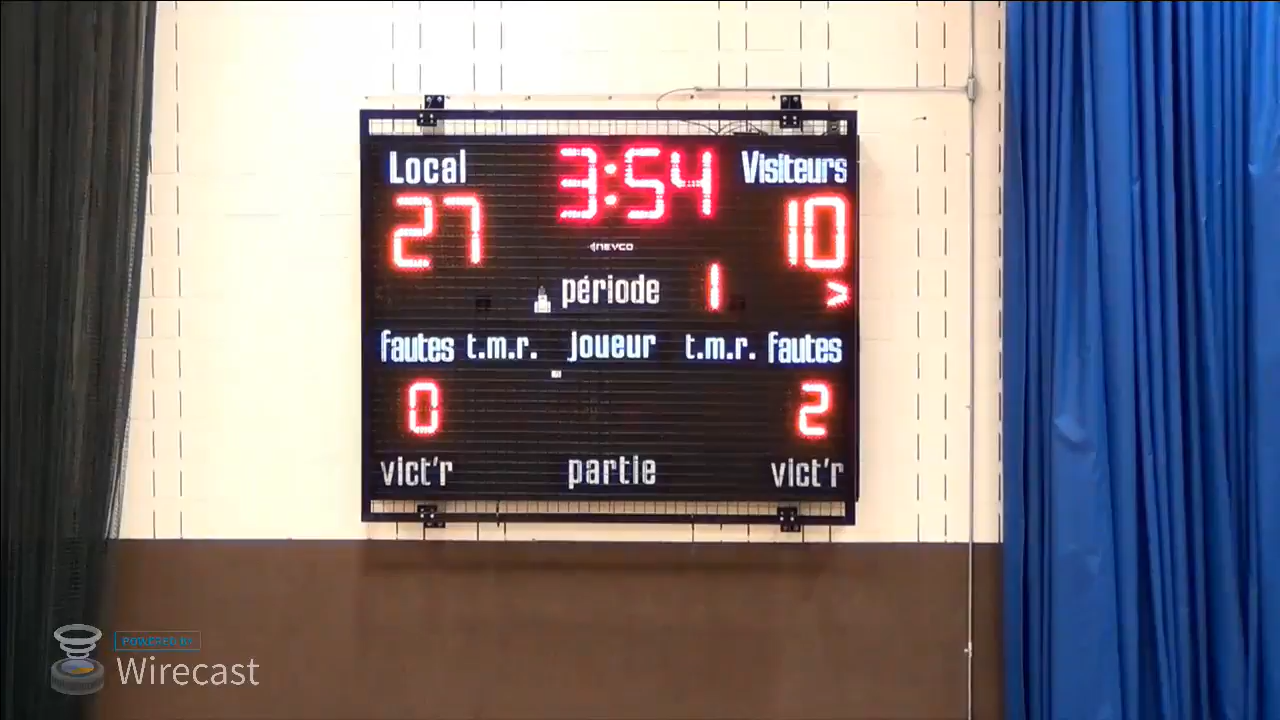 Local 3:54 Visiteurs
27 10
NEVCO
période 1 >
fautes t.m.r. joueur t.m.r. fautes
0 2
vict'r partie vict'r
POWERED BY
Wirecast